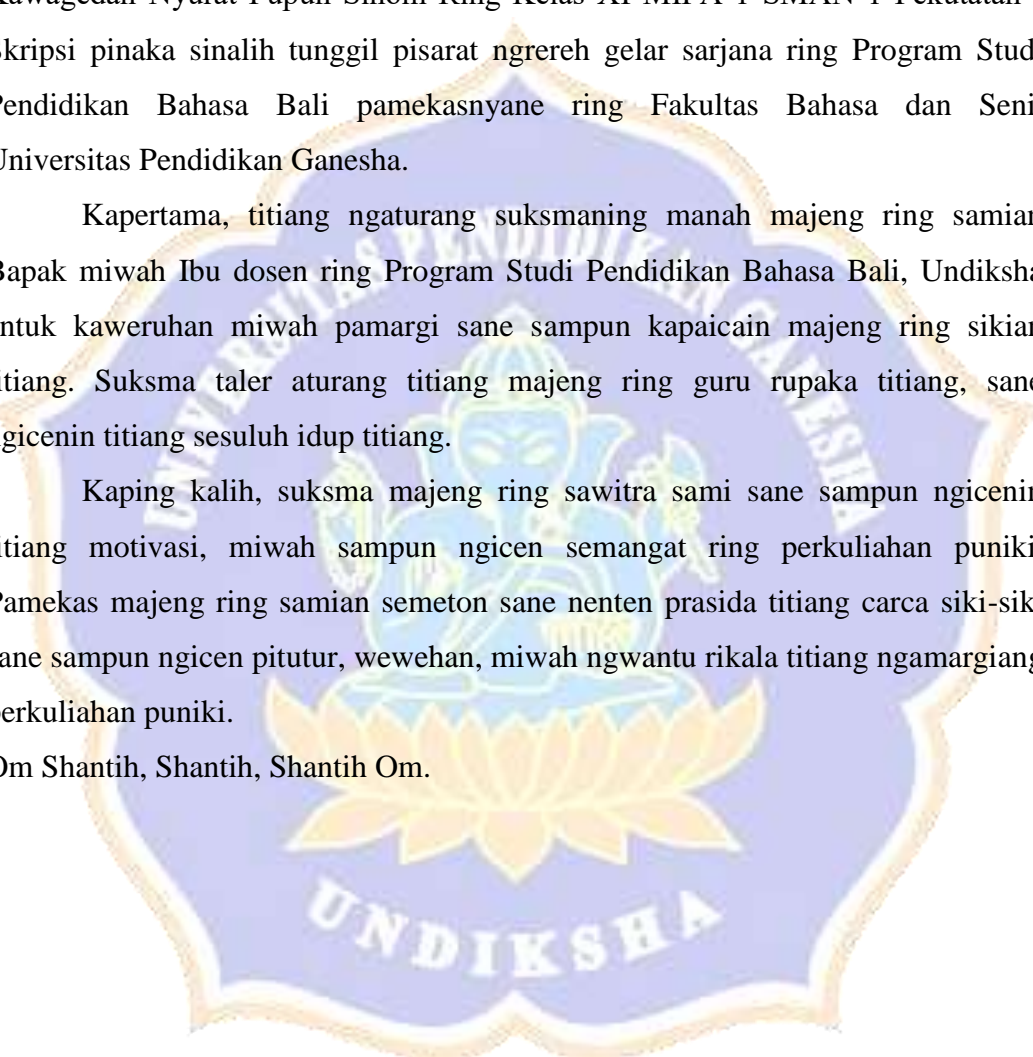 Kawagedan Nyurat Pupuh Sinom Ring Kelas XI MIPA 1 SMAN 1 Pekutatan
Skripsi pinaka sinalih tunggil pisarat ngrereh gelar sarjana ring Program Stud
Pendidikan Bahasa Bali pamekasnyane ring Fakultas Bahasa dan Seni
Universitas Pendidikan Ganesha.
Kapertama, titiang ngaturang suksmaning manah majeng ring samian
Bapak miwah Ibu dosen ring Program Studi Pendidikan Bahasa Bali, Undiksha
antuk kaweruhan miwah pamargi sane sampun kapaicain majeng ring sikian
titiang. Suksma taler aturang titiang majeng ring guru rupaka titiang, sane
ngicenin titiang sesuluh idup titiang.
Kaping kalih, suksma majeng ring sawitra sami sane sampun ngicenin
titiang motivasi, miwah sampun ngicen semangat ring perkuliahan puniki
Pamekas majeng ring samian semeton sane nenten prasida titiang carca siki-sik
sane sampun ngicen pitutur, wewehan, miwah ngwantu rikala titiang ngamargiang
perkuliahan puniki.
Om Shantih, Shantih, Shantih Om.
UNIVERSITAS PENDIDIKAN GANESHA
UNDIKSHA